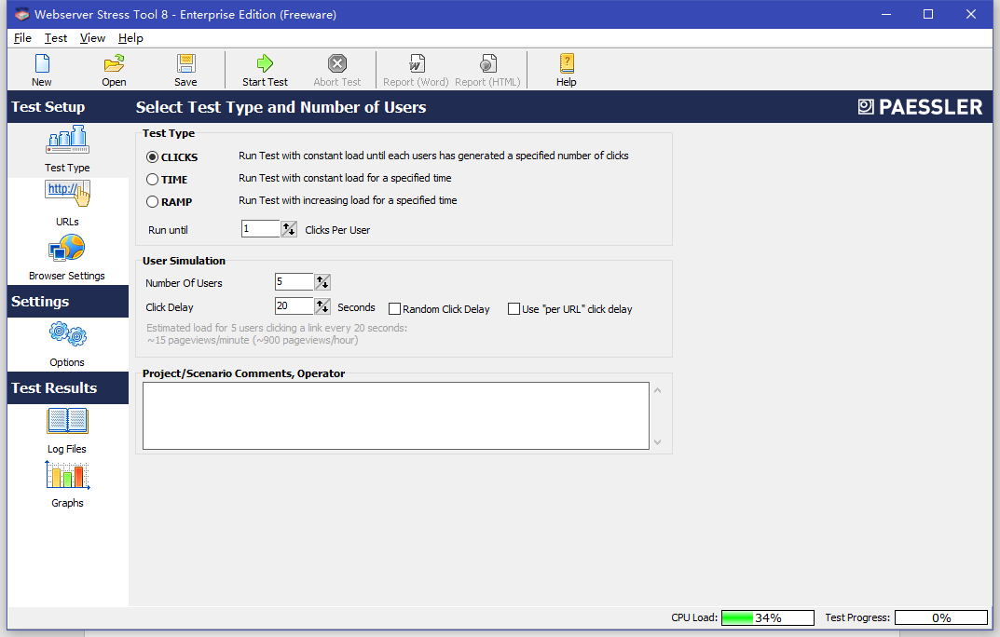 Webserver Stress Tool 8 - Enterprise Edition (Freeware)
File Test View Help
New Open Save Start Test Abort Test Report (Word) Report (HTML) Help
Test Setup
Select Test Type and Number of Users
PAESSLER
Test Type
http://
URLs
Browser Settings
Settings
Options
Test Results
Log Files
Graphs
Test Type
CLICKS Run Test with constant load until each users has generated a specified number of clicks
TIME Run Test with constant load for a specified time
RAMP Run Test with increasing load for a specified time
Run until 1 Clicks Per User
User Simulation
Number Of Users 5
Click Delay 20 Seconds Random Click Delay Use "per URL" click delay
Estimated load for 5 users clicking a link every 20 seconds:
~15 pageviews/minute (~900 pageviews/hour)
Project/Scenario Comments, Operator
CPU Load: 34% Test Progress: 0%